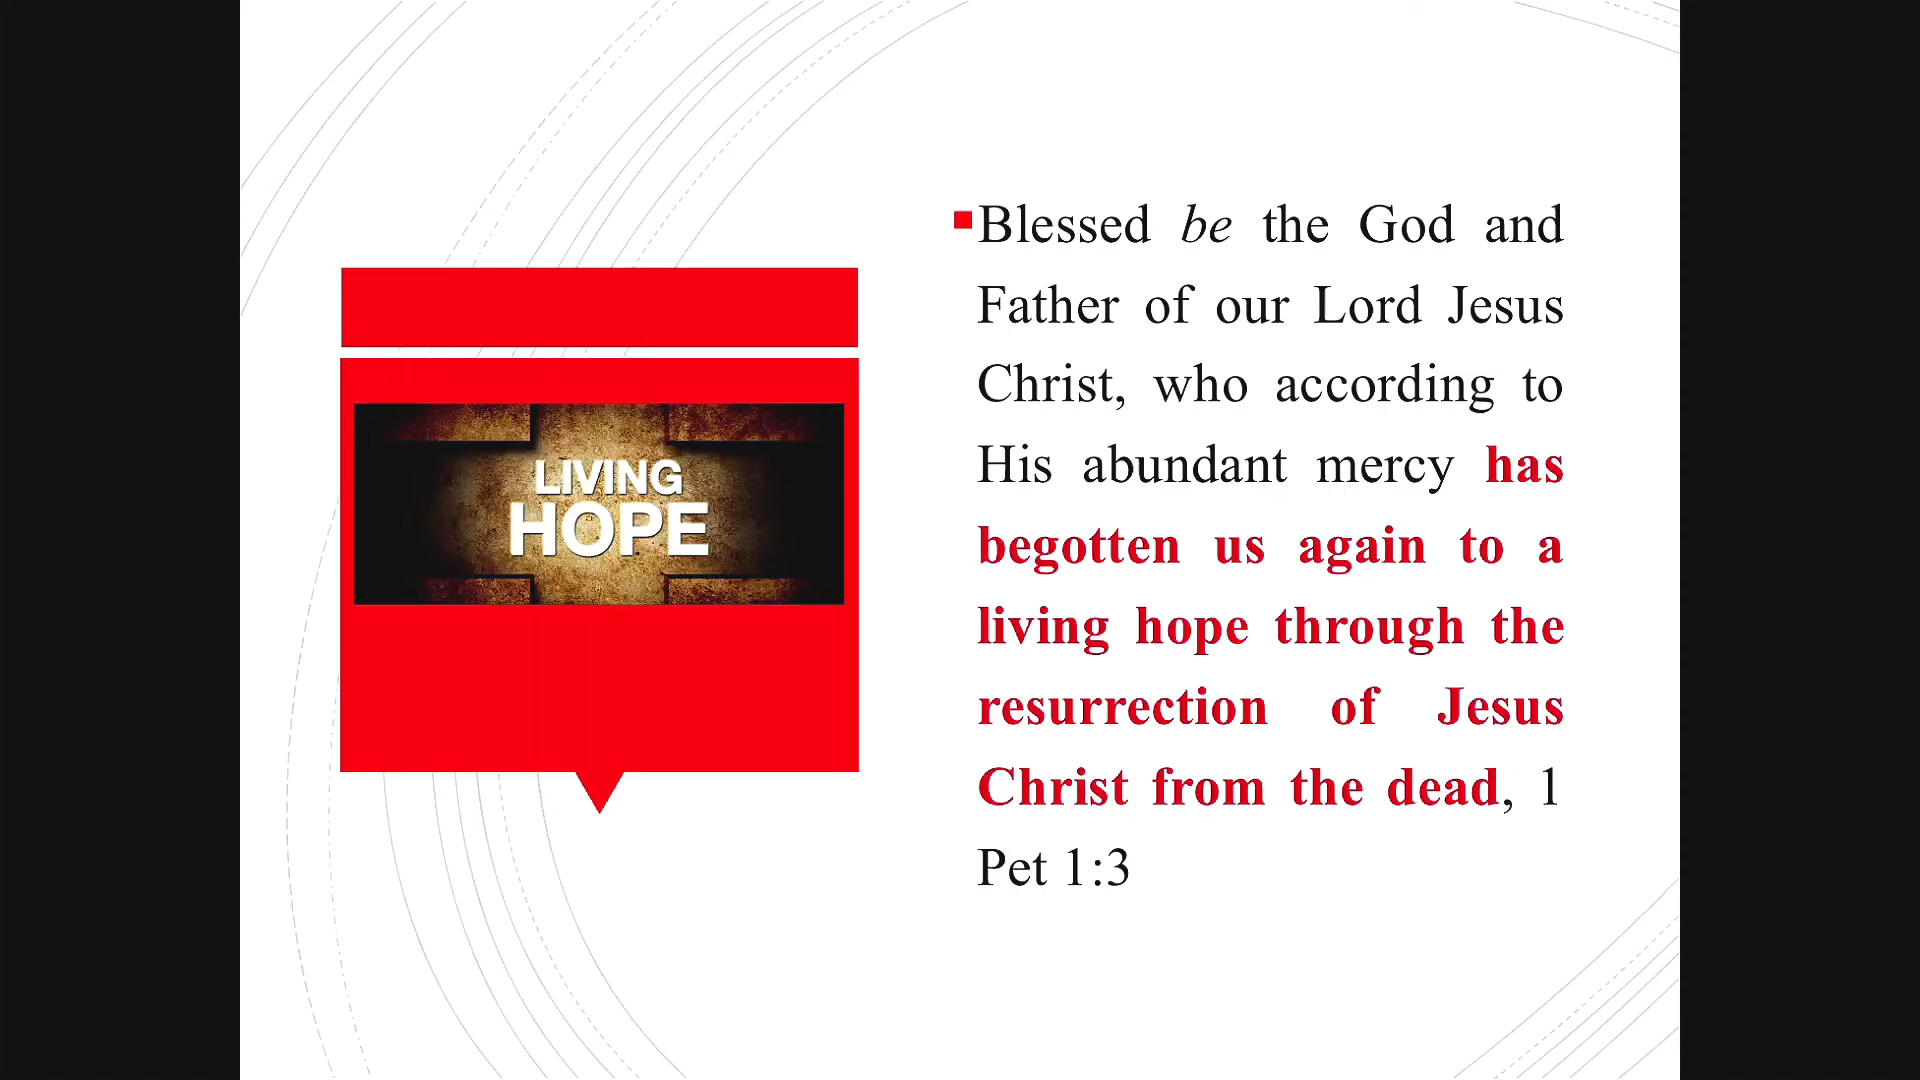 LIVING
HOPE
Blessed be the God and
Father of our Lord Jesus
Christ, who according to
His abundant mercy has
begotten us again to a
living hope through the
resurrection of Jesus
Christ from the dead, 1
Pet 1:3